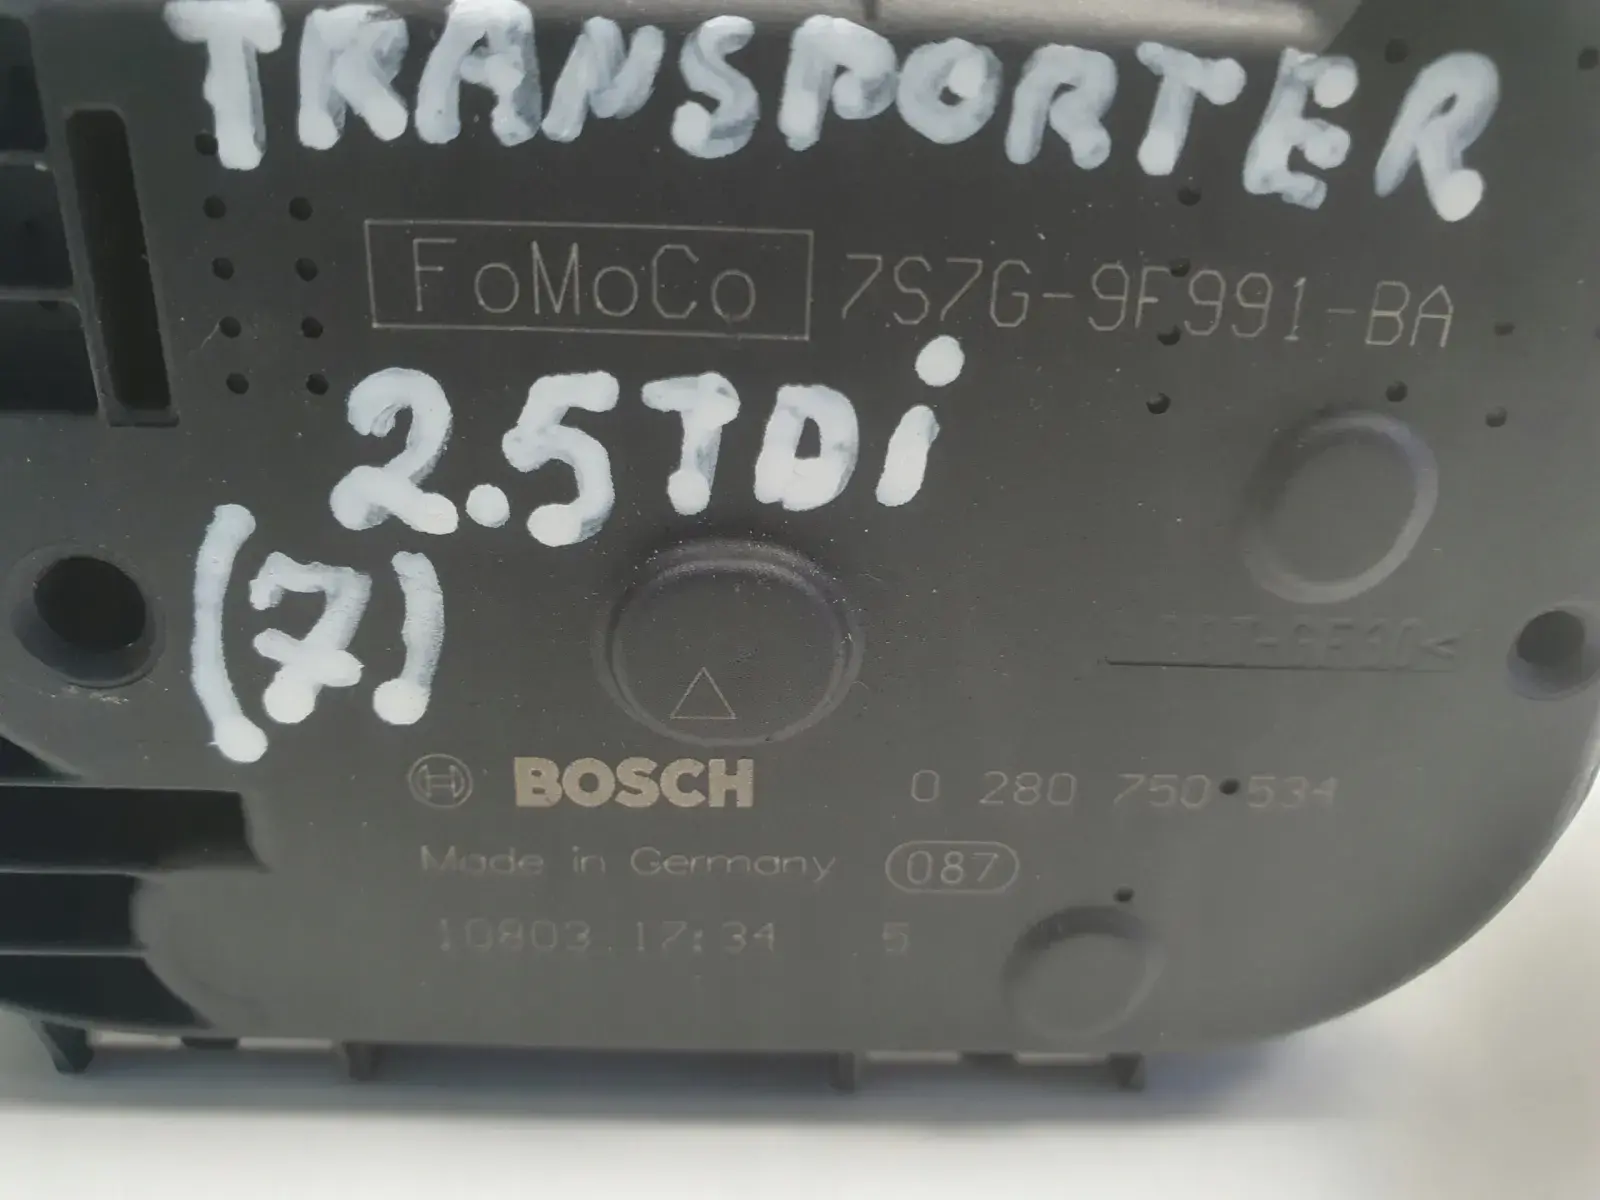 TRANSPORTER
FoMoCo 7S7G-9F991-BA
2.5TDi
(7)
BOSCH 0 280 750 534
Made in Germany 087
10803 17:34 5